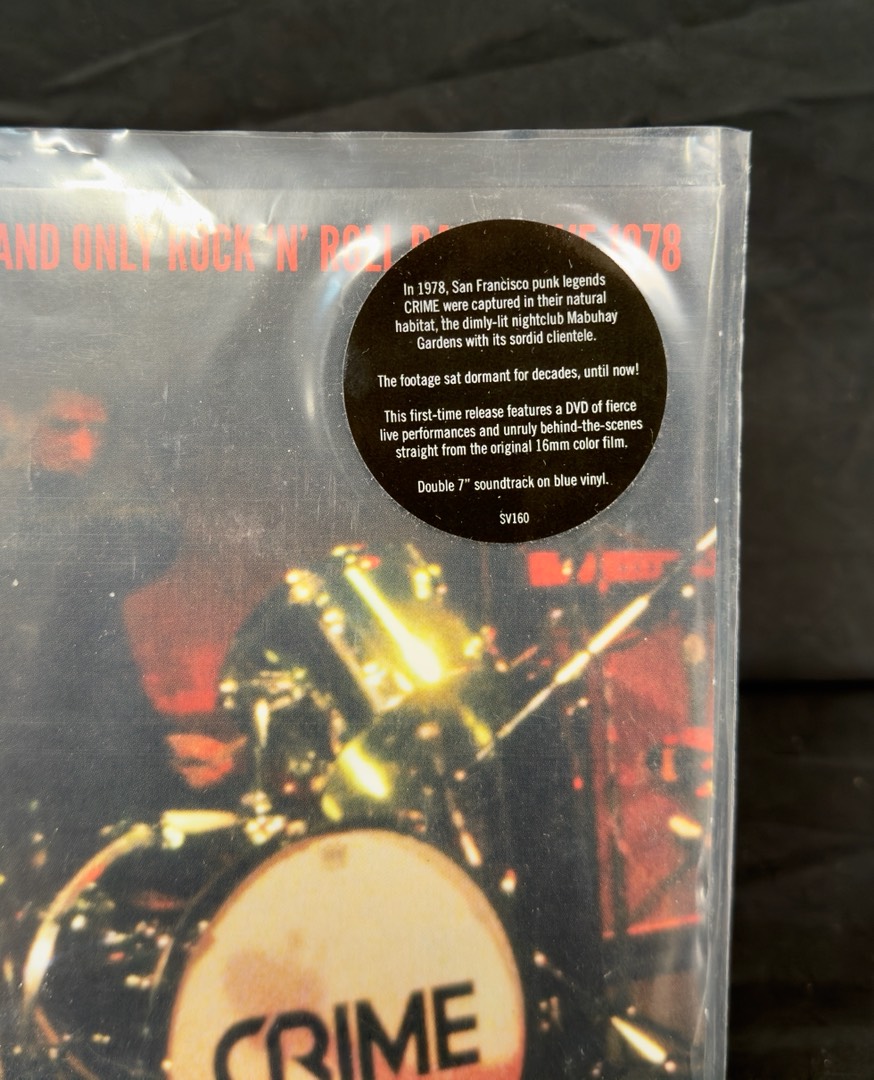 AND ONLY ROCK 'N' ROLL 1978
In 1978, San Francisco punk legends
CRIME were captured in their natural
habitat, the dimly-lit nightclub Mabuhay
Gardens with its sordid clientele.
The footage sat dormant for decades, until now!
This first-time release features a DVD of fierce
live performances and unruly behind-the-scenes
straight from the original 16mm color film.
Double 7" soundtrack on blue vinyl.
SV160
CRIME